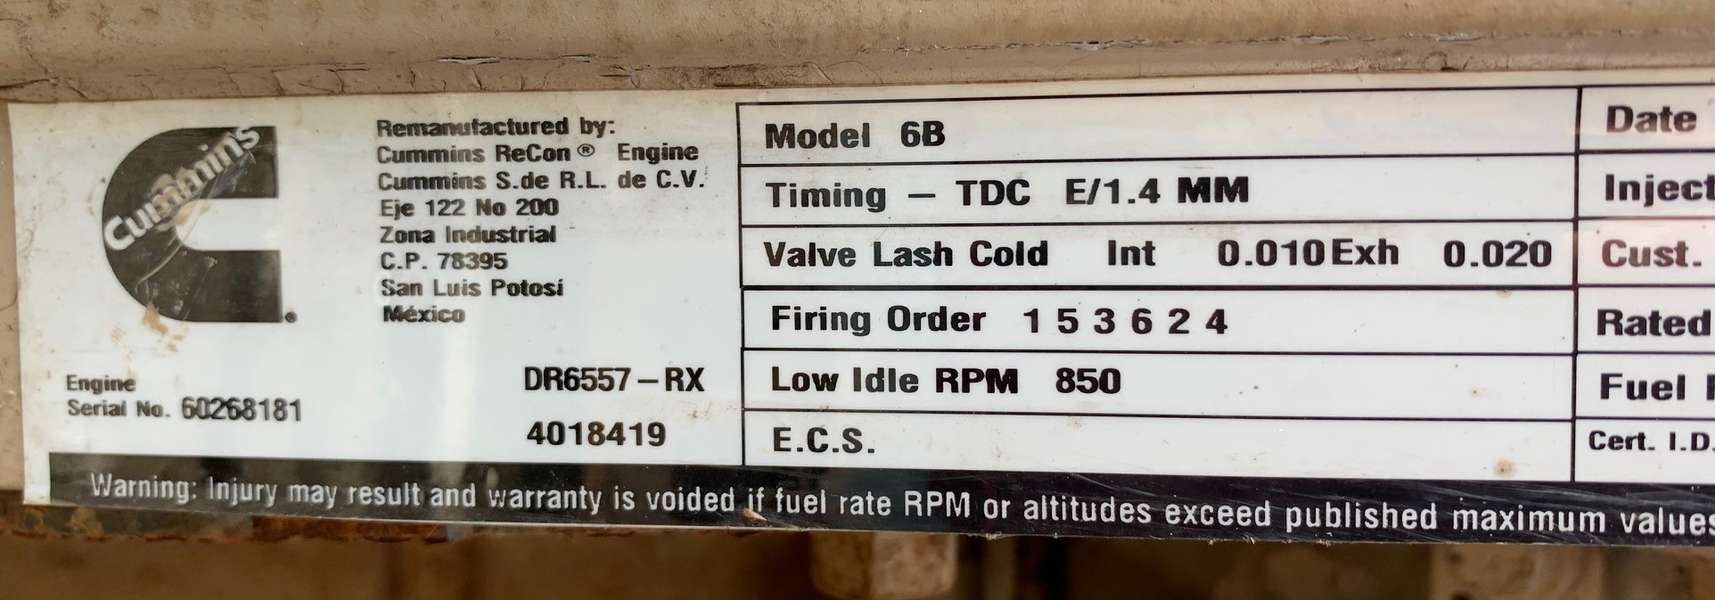 Cummins
Remanufactured by:
Cummins ReCon® Engine
Cummins S.de R.L. de C.V.
Eje 122 No 200
Zona Industrial
C.P. 78395
San Luis Potosí
México
Engine
Serial No. 60268181
DR6557-RX
4018419
Model 6B
Timing - TDC E/1.4 MM
Valve Lash Cold Int 0.010 Exh 0.020
Firing Order 1 5 3 6 2 4
Low Idle RPM 850
E.C.S.
Date
Inject
Cust.
Rated
Fuel
Cert. I.D.
Warning: Injury may result and warranty is voided if fuel rate RPM or altitudes exceed published maximum values